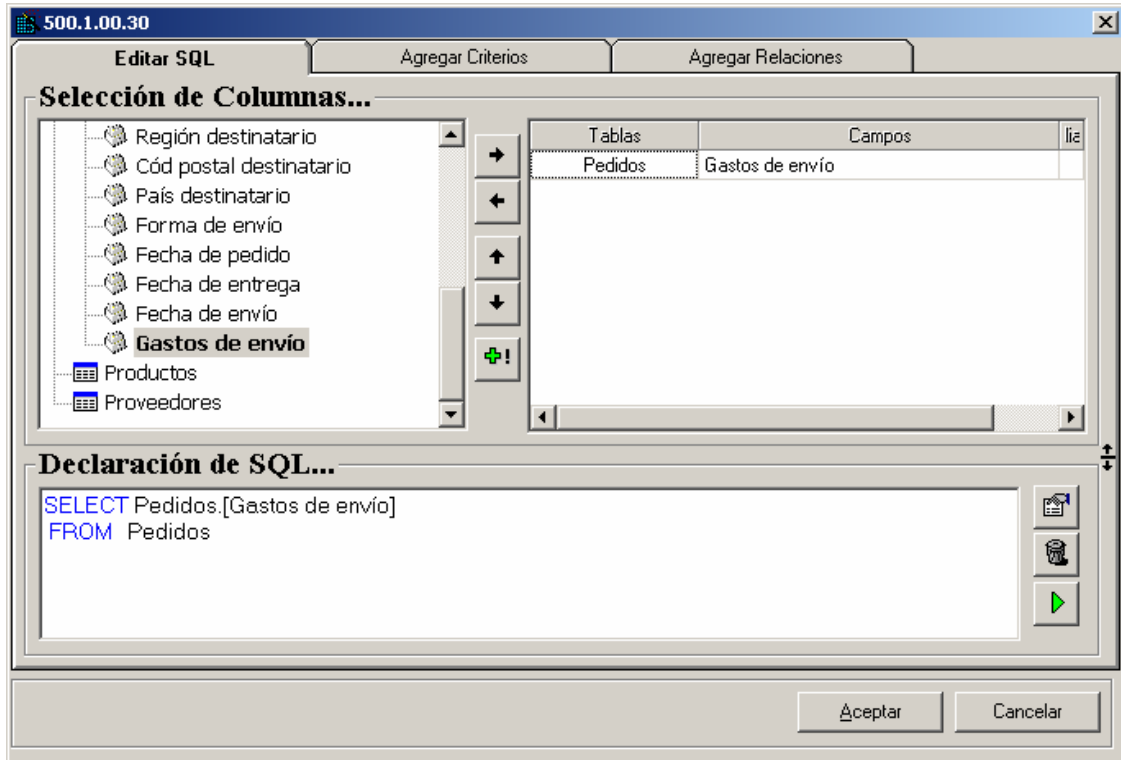 500.1.00.30
Editar SQL
Agregar Criterios
Agregar Relaciones
Selección de Columnas...
Región destinatario
Cód postal destinatario
País destinatario
Forma de envío
Fecha de pedido
Fecha de entrega
Fecha de envío
Gastos de envío
Productos
Proveedores
Tablas Campos
Pedidos Gastos de envío
Declaración de SQL...
SELECT Pedidos.[Gastos de envío]
FROM Pedidos
Aceptar
Cancelar